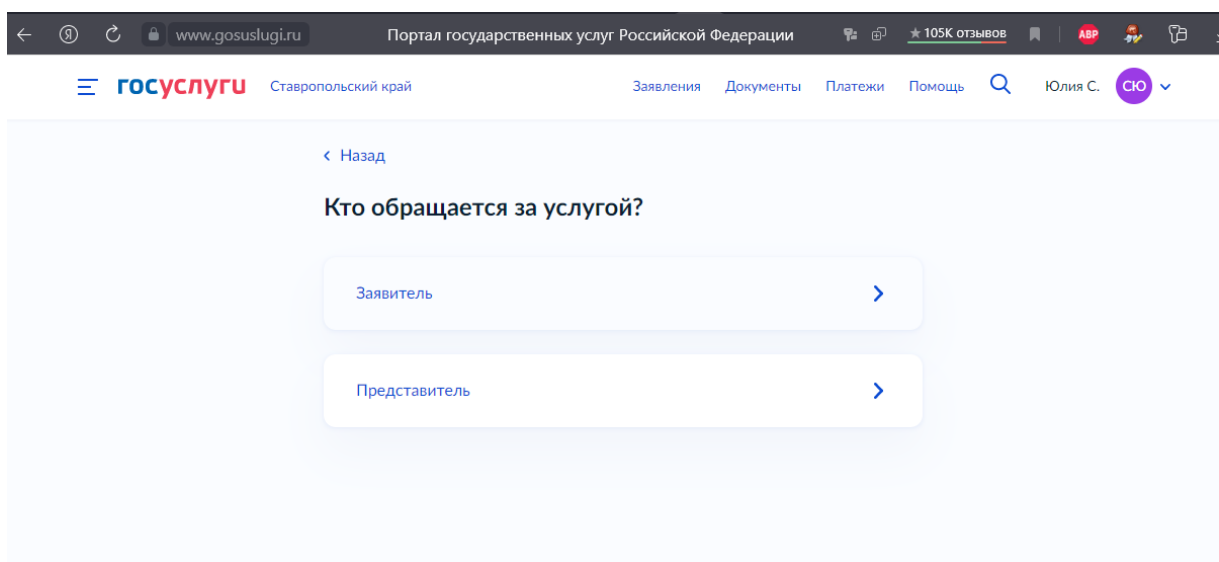 Я www.gosuslugi.ru Портал государственных услуг Российской Федерации ★105K отзывов ABP
госуслуги Ставропольский край Заявления Документы Платежи Помощь Юлия С. СЮ
Назад
Кто обращается за услугой?
Заявитель
Представитель